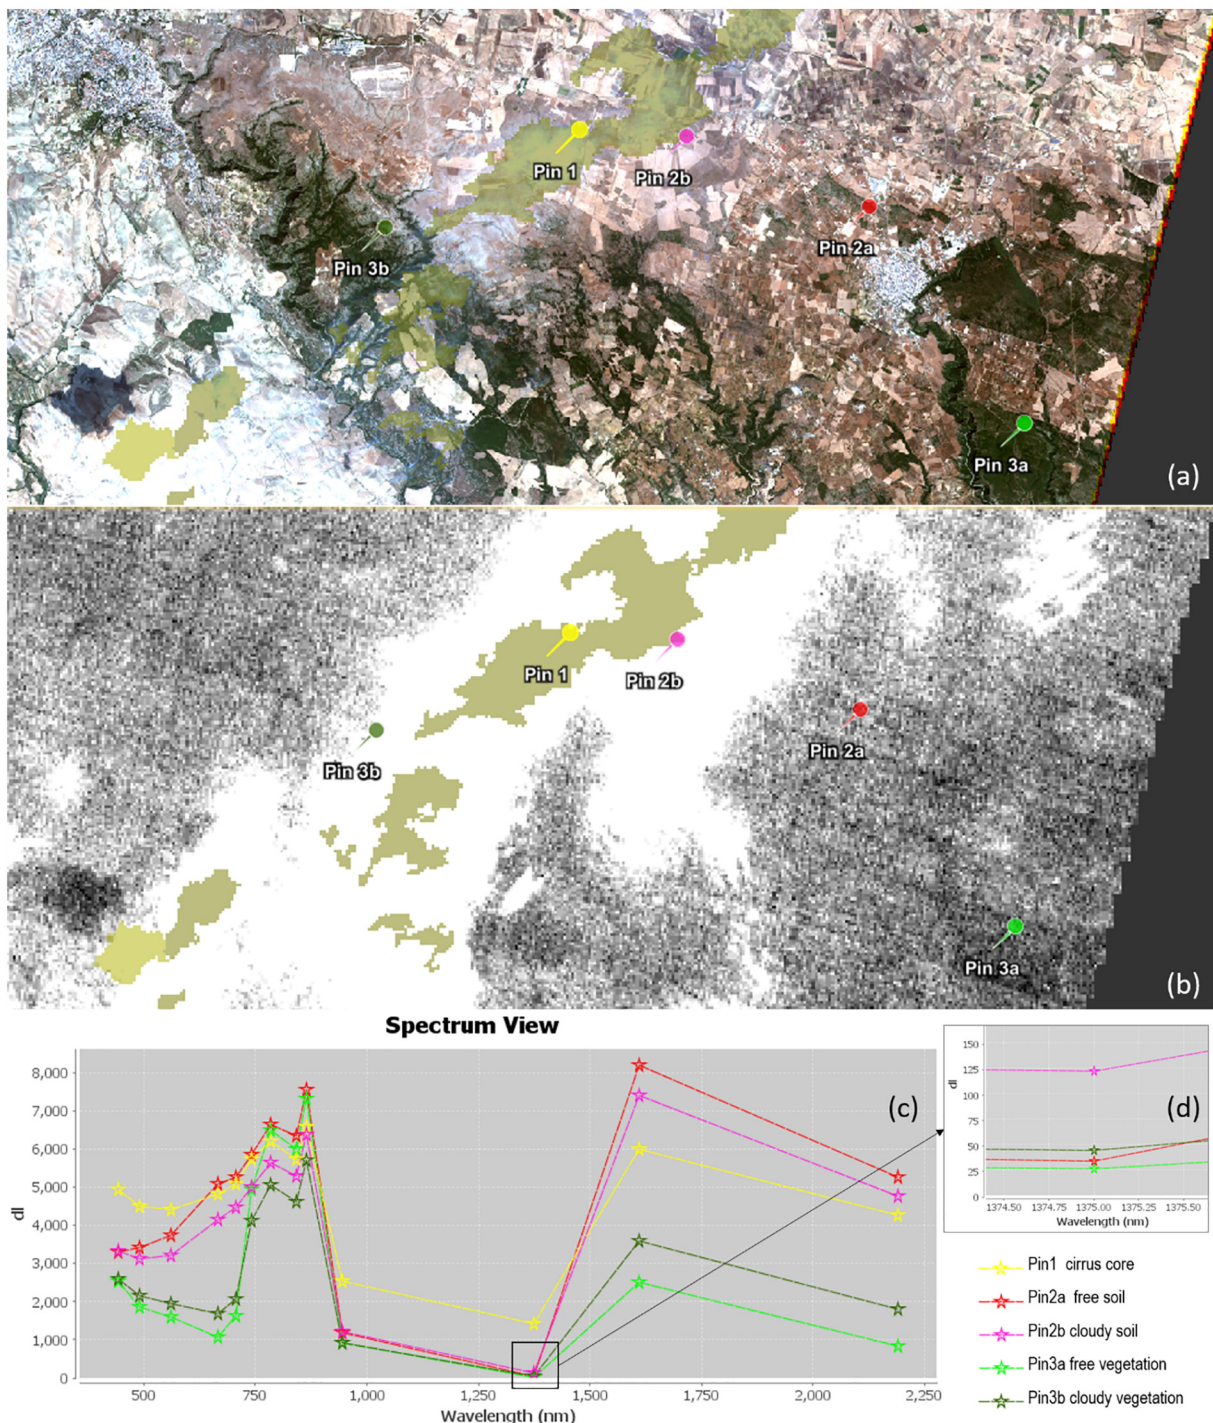 Pin 1
Pin 2b
Pin 3b
Pin 2a
Pin 3a
(a)
Pin 1
Pin 2b
Pin 3b
Pin 2a
Pin 3a
(b)
Spectrum View
8,000
7,000
6,000
5,000
4,000
3,000
2,000
1,000
0
dl
500
750
1,000
1,250
1,500
1,750
2,000
2,250
Wavelength (nm)
(c)
150
125
100
75
50
25
0
dl
1374.50
1374.75
1375.00
1375.25
1375.50
Wavelength (nm)
(d)
Pin1 cirrus core
Pin2a free soil
Pin2b cloudy soil
Pin3a free vegetation
Pin3b cloudy vegetation